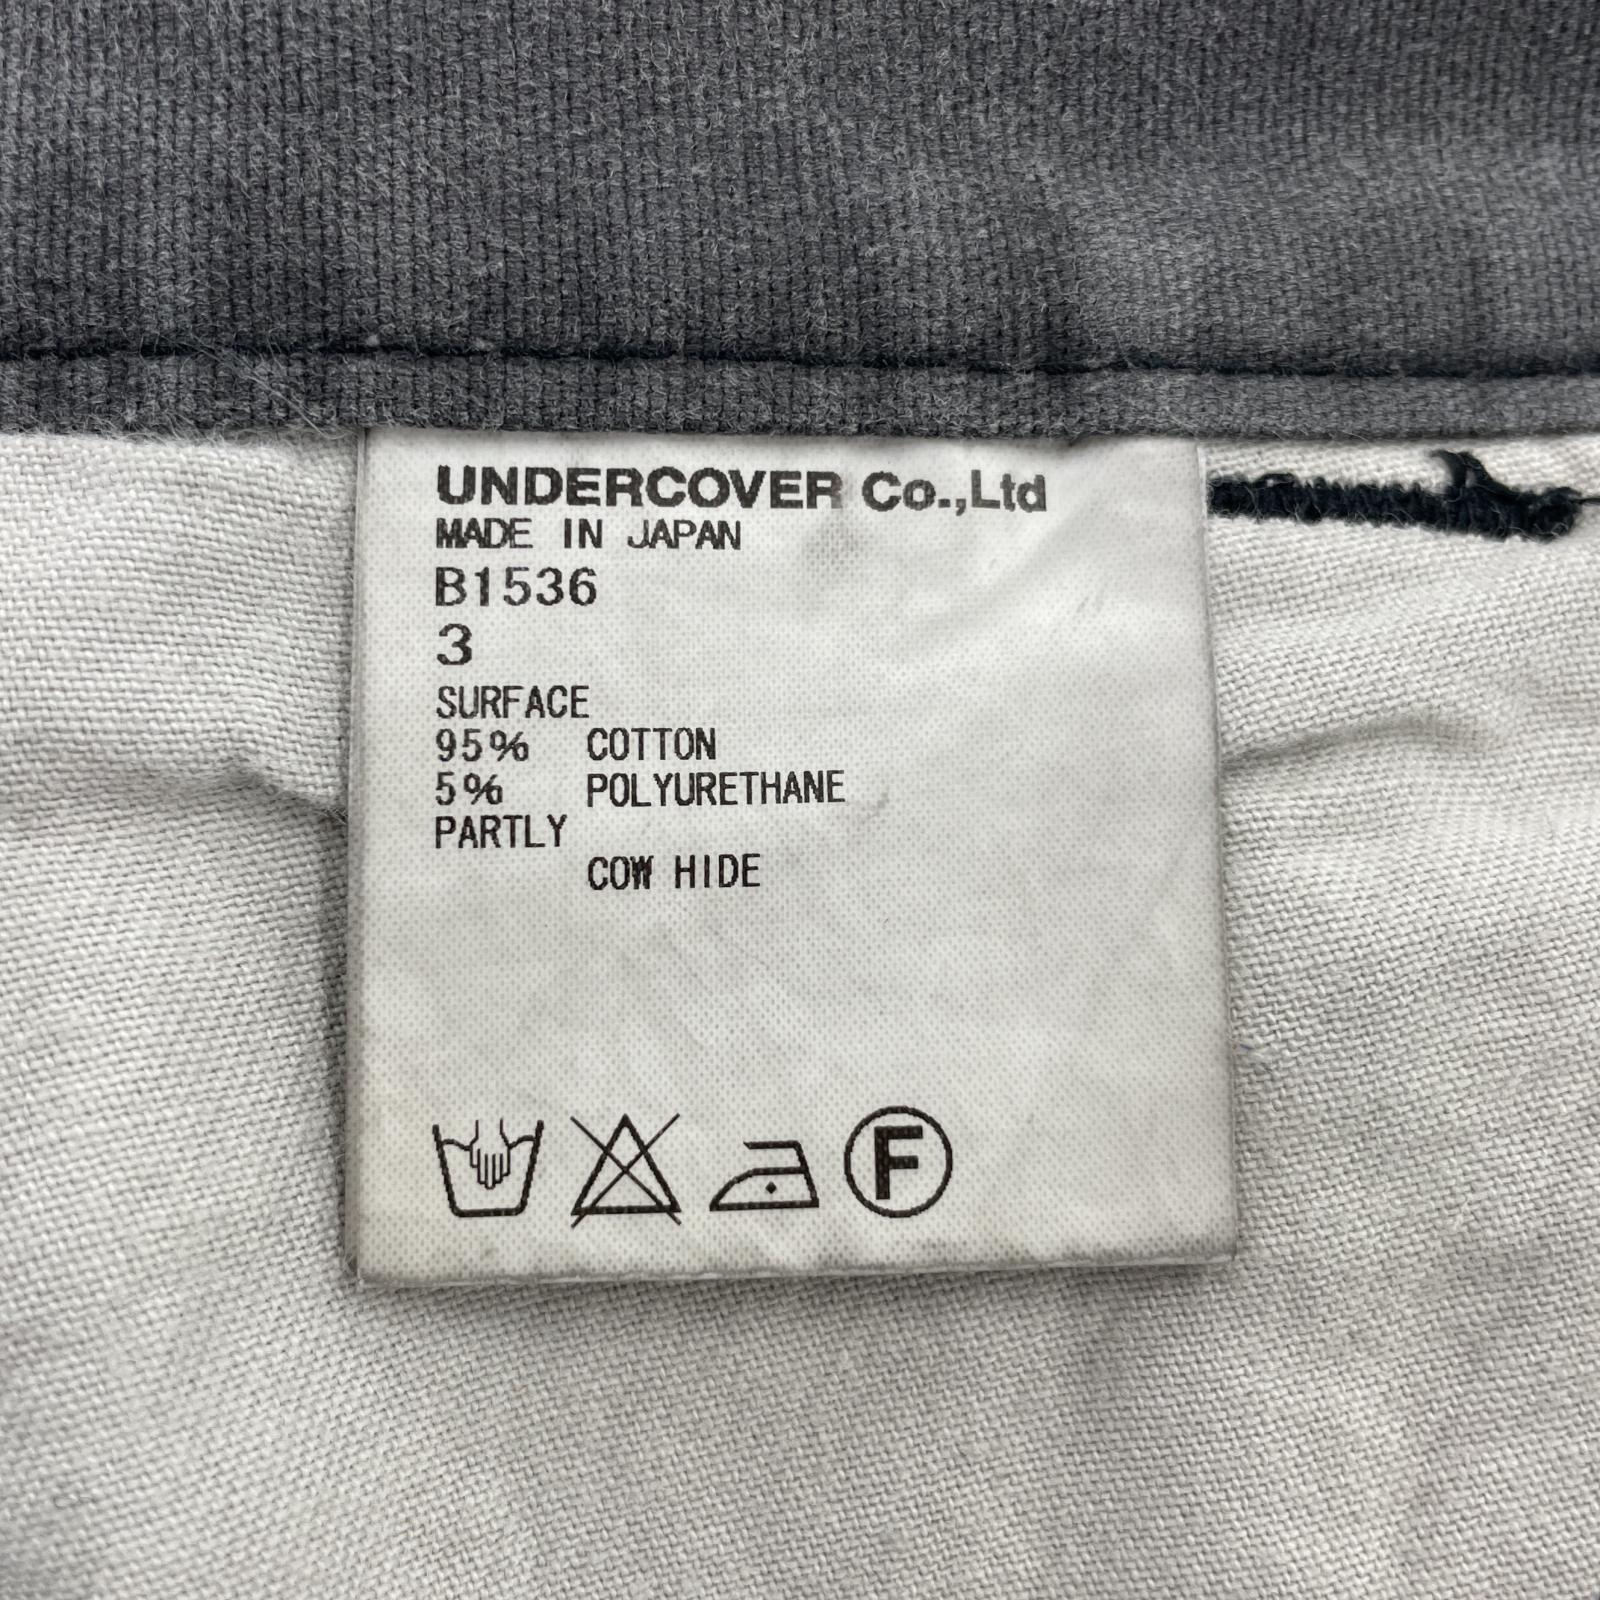 UNDERCOVER Co.,Ltd
MADE IN JAPAN
B1536
3
SURFACE
95% COTTON
5% POLYURETHANE
PARTLY
COW HIDE
F